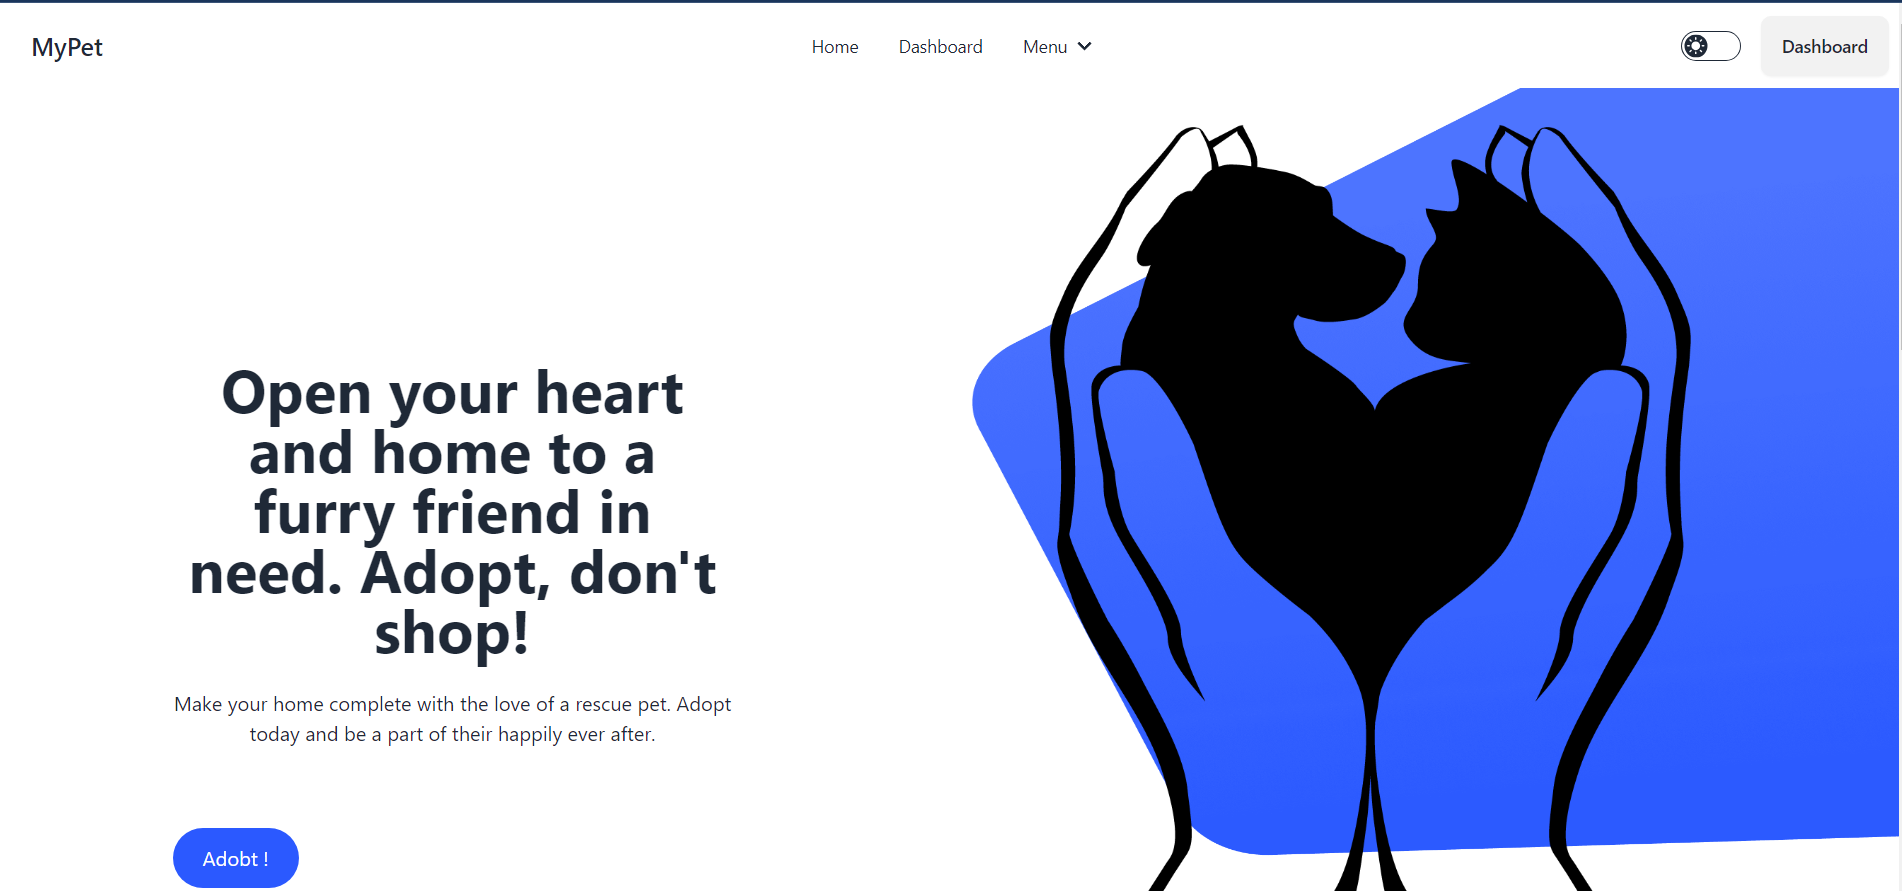 MyPet
Home
Dashboard
Menu
Dashboard
Open your heart
and home to a
furry friend in
need. Adopt, don't
shop!
Make your home complete with the love of a rescue pet. Adopt
today and be a part of their happily ever after.
Adobt !